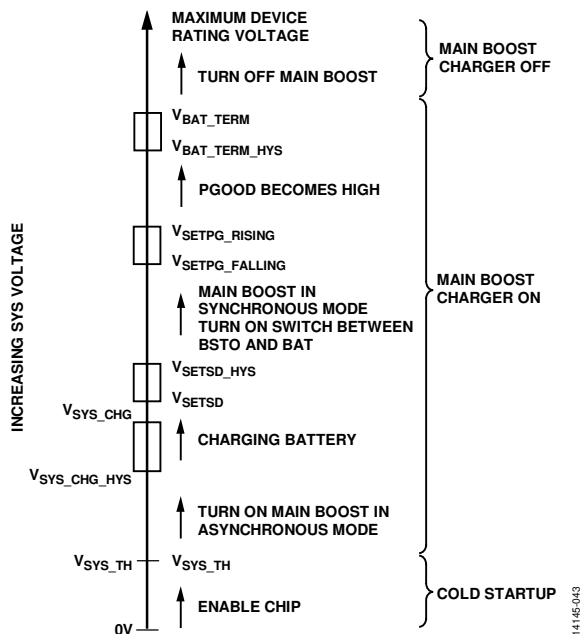 MAXIMUM DEVICE
RATING VOLTAGE
TURN OFF MAIN BOOST
MAIN BOOST
CHARGER OFF
VBAT_TERM
VBAT_TERM_HYS
PGOOD BECOMES HIGH
VSETPG_RISING
VSETPG_FALLING
MAIN BOOST IN
SYNCHRONOUS MODE
TURN ON SWITCH BETWEEN
BSTO AND BAT
MAIN BOOST
CHARGER ON
INCREASING SYS VOLTAGE
VSETSD_HYS
VSETSD
VSYS_CHG
CHARGING BATTERY
VSYS_CHG_HYS
TURN ON MAIN BOOST IN
ASYNCHRONOUS MODE
VSYS_TH
VSYS_TH
ENABLE CHIP
COLD STARTUP
0V
14145-043